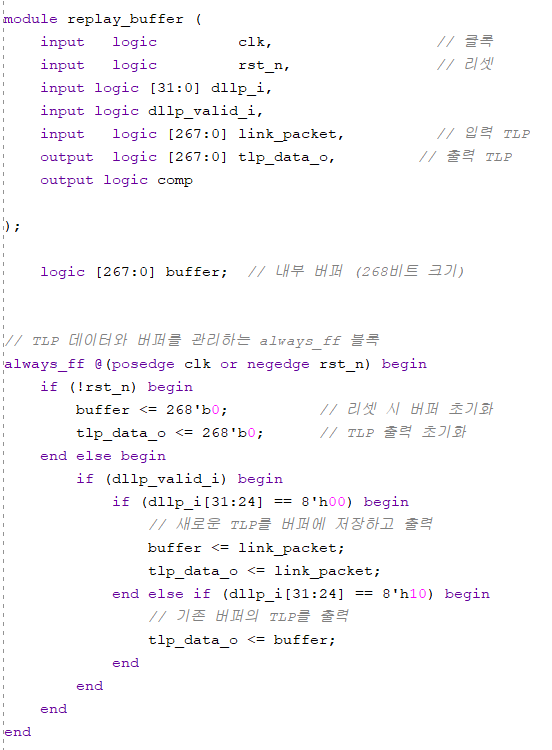 module replay_buffer (
    input   logic         clk,                  // 클록
    input   logic         rst_n,                // 리셋
    input logic [31:0] dllp_i,
    input logic dllp_valid_i,
    input   logic [267:0] link_packet,          // 입력 TLP
    output  logic [267:0] tlp_data_o,         // 출력 TLP
    output logic comp
);
    logic [267:0] buffer;  // 내부 버퍼 (268비트 크기)
// TLP 데이터와 버퍼를 관리하는 always_ff 블록
always_ff @(posedge clk or negedge rst_n) begin
    if (!rst_n) begin
        buffer <= 268'b0;          // 리셋 시 버퍼 초기화
        tlp_data_o <= 268'b0;      // TLP 출력 초기화
    end else begin
        if (dllp_valid_i) begin
            if (dllp_i[31:24] == 8'h00) begin
                // 새로운 TLP를 버퍼에 저장하고 출력
                buffer <= link_packet;
                tlp_data_o <= link_packet;
            end else if (dllp_i[31:24] == 8'h10) begin
                // 기존 버퍼의 TLP를 출력
                tlp_data_o <= buffer;
            end
        end
    end
end